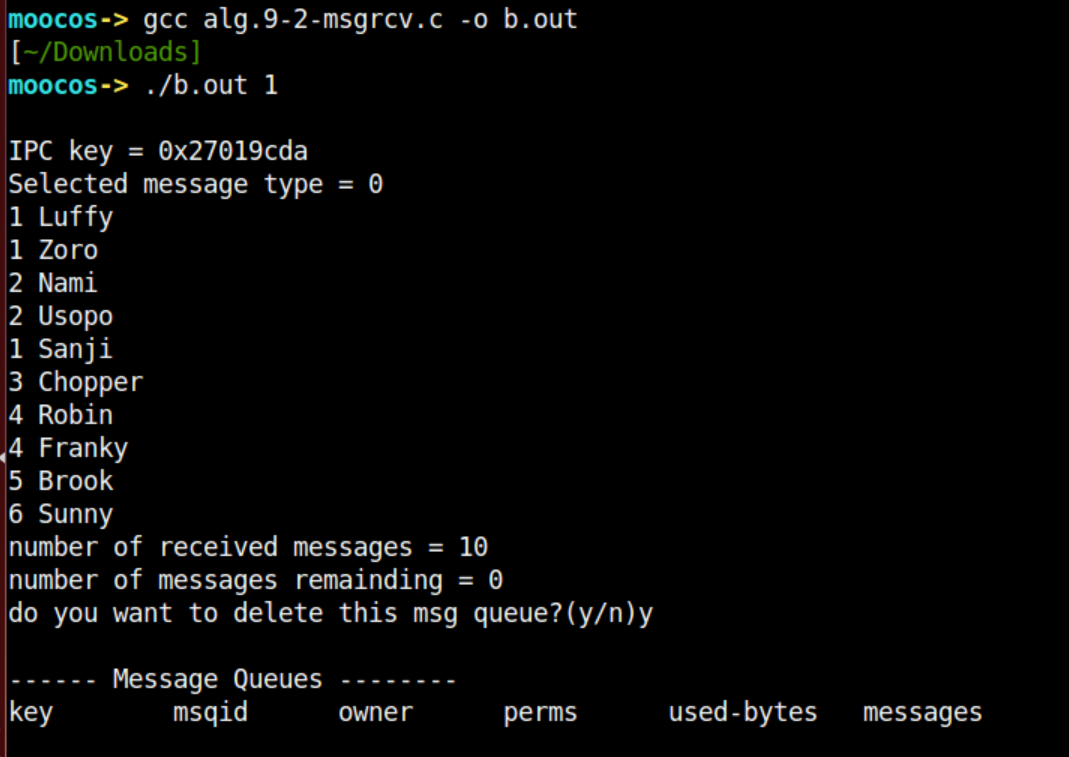 moocos-> gcc alg.9-2-msgrcv.c -o b.out
[~/Downloads]
moocos-> ./b.out 1
IPC key = 0x27019cda
Selected message type = 0
1 Luffy
1 Zoro
2 Nami
2 Usopo
1 Sanji
3 Chopper
4 Robin
4 Franky
5 Brook
6 Sunny
number of received messages = 10
number of messages remainding = 0
do you want to delete this msg queue?(y/n)y
------ Message Queues --------
key        msqid      owner      perms      used-bytes   messages